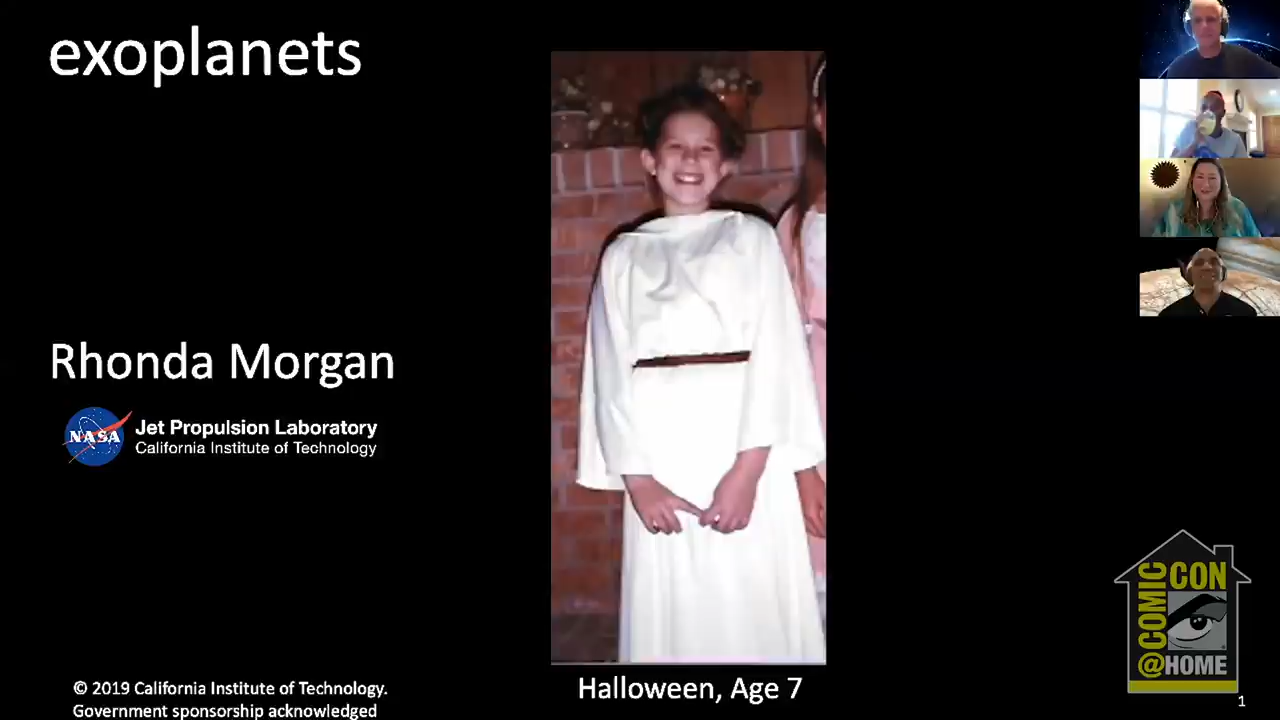 exoplanets
Rhonda Morgan
NASA
Jet Propulsion Laboratory
California Institute of Technology
© 2019 California Institute of Technology.
Government sponsorship acknowledged
Halloween, Age 7
COMIC
CON
@HOME
1